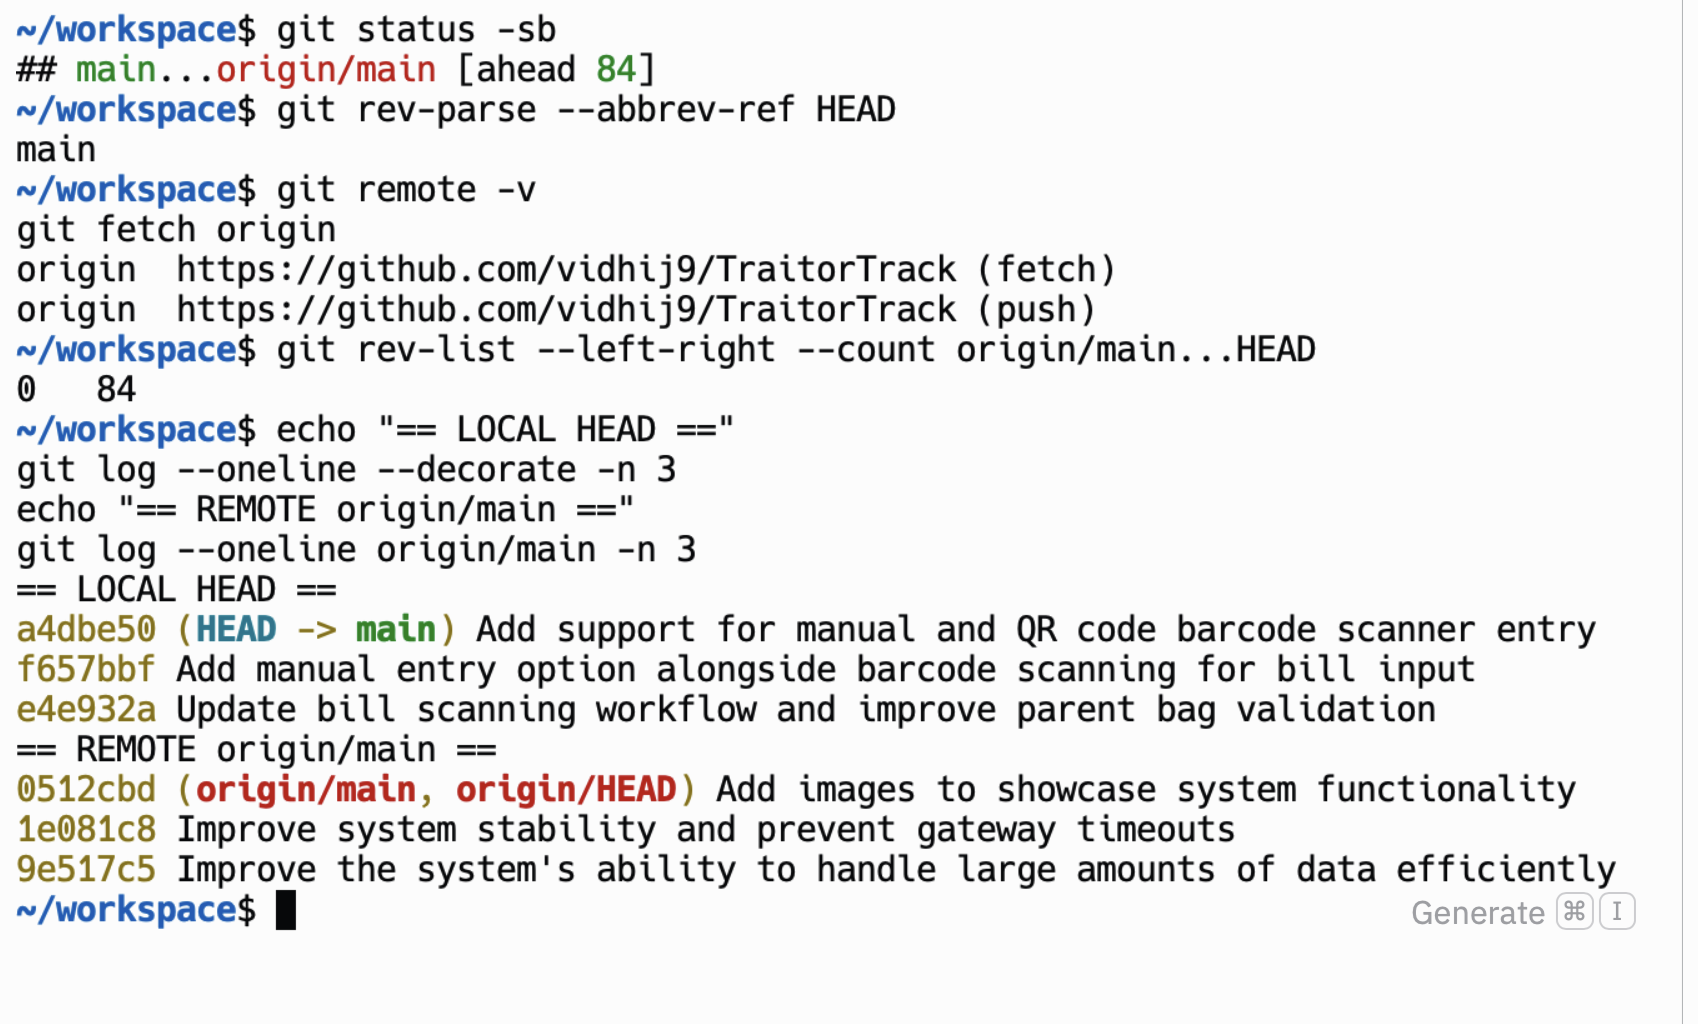 ~/workspace$ git status -sb
## main...origin/main [ahead 84]
~/workspace$ git rev-parse --abbrev-ref HEAD
main
~/workspace$ git remote -v
git fetch origin
origin  https://github.com/vidhij9/TraitorTrack (fetch)
origin  https://github.com/vidhij9/TraitorTrack (push)
~/workspace$ git rev-list --left-right --count origin/main...HEAD
0   84
~/workspace$ echo "== LOCAL HEAD =="
git log --oneline --decorate -n 3
echo "== REMOTE origin/main =="
git log --oneline origin/main -n 3
== LOCAL HEAD ==
a4dbe50 (HEAD -> main) Add support for manual and QR code barcode scanner entry
f657bbf Add manual entry option alongside barcode scanning for bill input
e4e932a Update bill scanning workflow and improve parent bag validation
== REMOTE origin/main ==
0512cbd (origin/main, origin/HEAD) Add images to showcase system functionality
1e081c8 Improve system stability and prevent gateway timeouts
9e517c5 Improve the system's ability to handle large amounts of data efficiently
~/workspace$
Generate ⌘ I